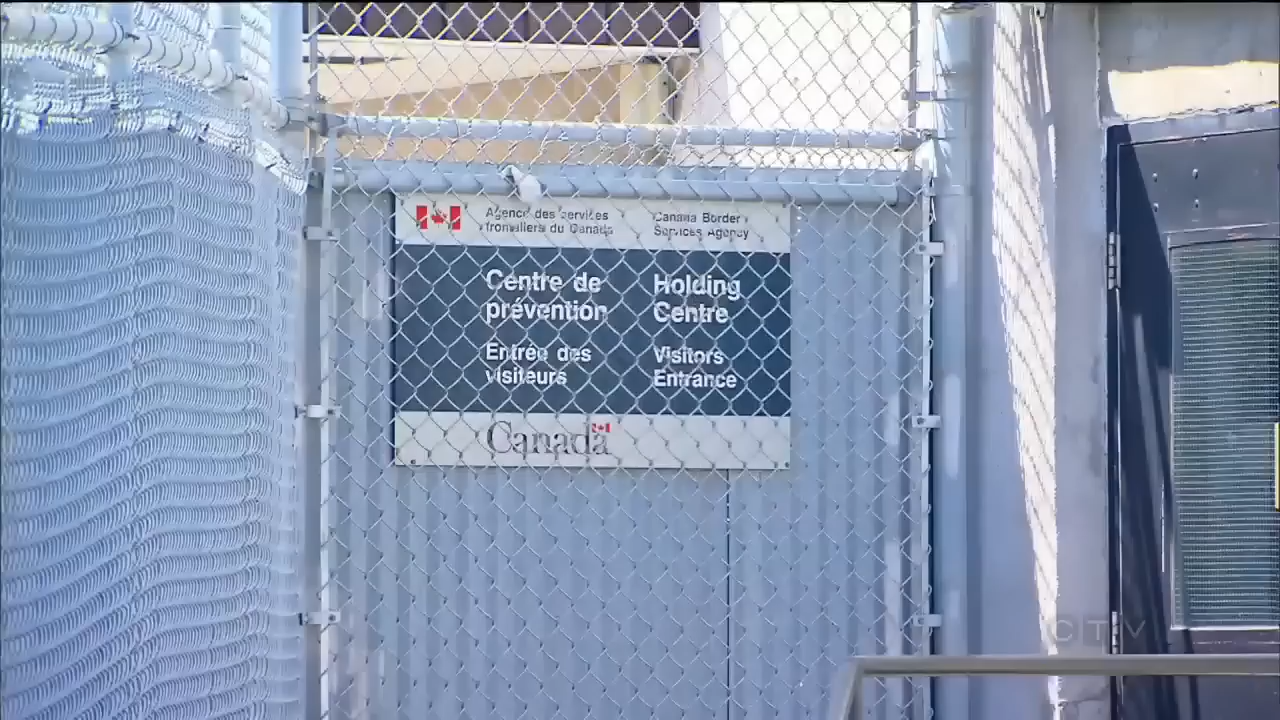 Agence des services
frontaliers du Canada
Canada Border
Services Agency
Centre de
prévention
Holding
Centre
Entrée des
visiteurs
Visitors
Entrance
Canada
CTV